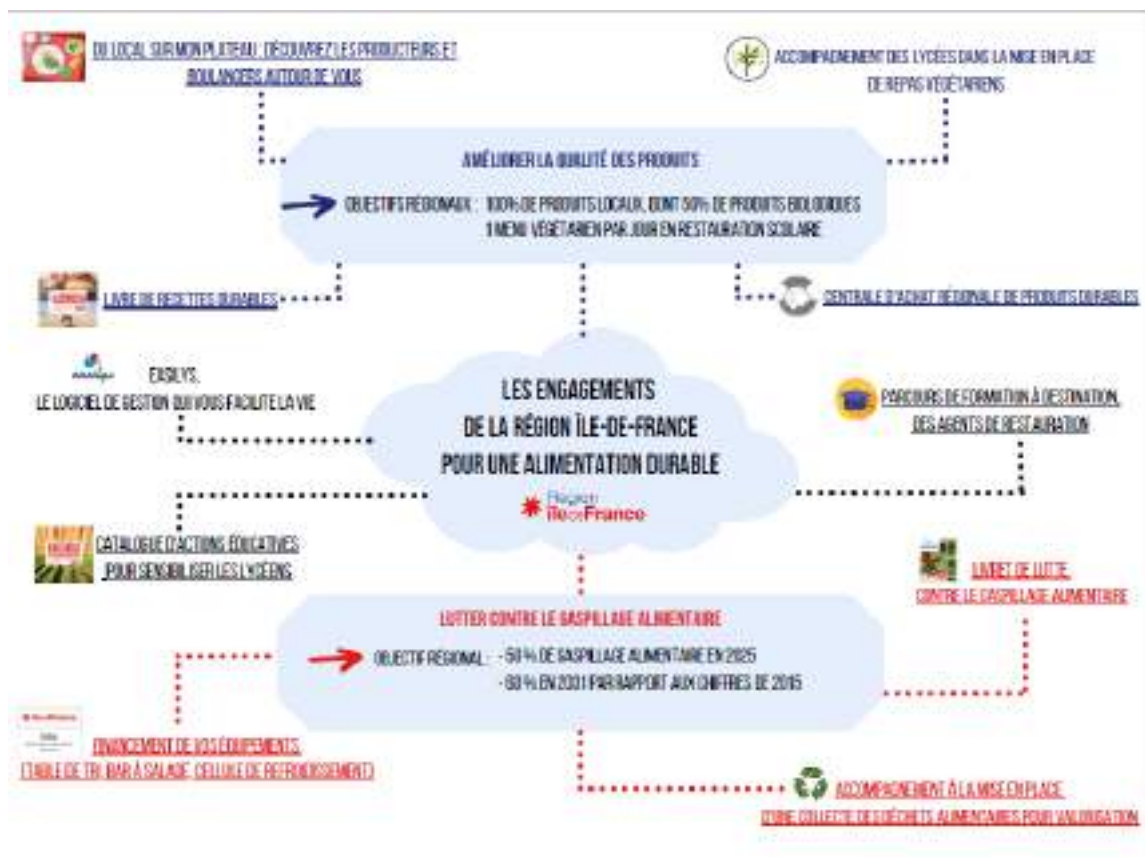 DU LOCAL SUR MON PLATEAU: DÉCOUVREZ LES PRODUCTEURS ET
BOULANGERS AUTOUR DE VOUS
ACCOMPAGNEMENT DES LYCÉES DANS LA MISE EN PLACE
DE REPAS VÉGÉTARIENS
AMÉLIORER LA QUALITÉ DES PRODUITS
OBJECTIFS RÉGIONAUX : 100% DE PRODUITS LOCAUX, DONT 50% DE PRODUITS BIOLOGIQUES
1 MENU VÉGÉTARIEN PAR JOUR EN RESTAURATION SCOLAIRE
LIVRE DE RECETTES DURABLES
CENTRALE D'ACHAT RÉGIONALE DE PRODUITS DURABLES
EASILYS,
LE LOGICIEL DE GESTION QUI VOUS FACILITE LA VIE
LES ENGAGEMENTS
DE LA RÉGION ÎLE-DE-FRANCE
POUR UNE ALIMENTATION DURABLE
Région
île de France
PARCOURS DE FORMATION À DESTINATION
DES AGENTS DE RESTAURATION
CATALOGUE D'ACTIONS ÉDUCATIVES
POUR SENSIBILISER LES LYCÉENS
LIVRET DE LUTTE
CONTRE LE GASPILLAGE ALIMENTAIRE
LUTTER CONTRE LE GASPILLAGE ALIMENTAIRE
OBJECTIF RÉGIONAL : - 50 % DE GASPILLAGE ALIMENTAIRE EN 2025
- 60 % EN 2031 PAR RAPPORT AUX CHIFFRES DE 2015
FINANCEMENT DE VOS ÉQUIPEMENTS
(TABLE DE TRI, BAR À SALADE, CELLULE DE REFROIDISSEMENT)
ACCOMPAGNEMENT À LA MISE EN PLACE
D'UNE COLLECTE DES DÉCHETS ALIMENTAIRES POUR VALORISATION